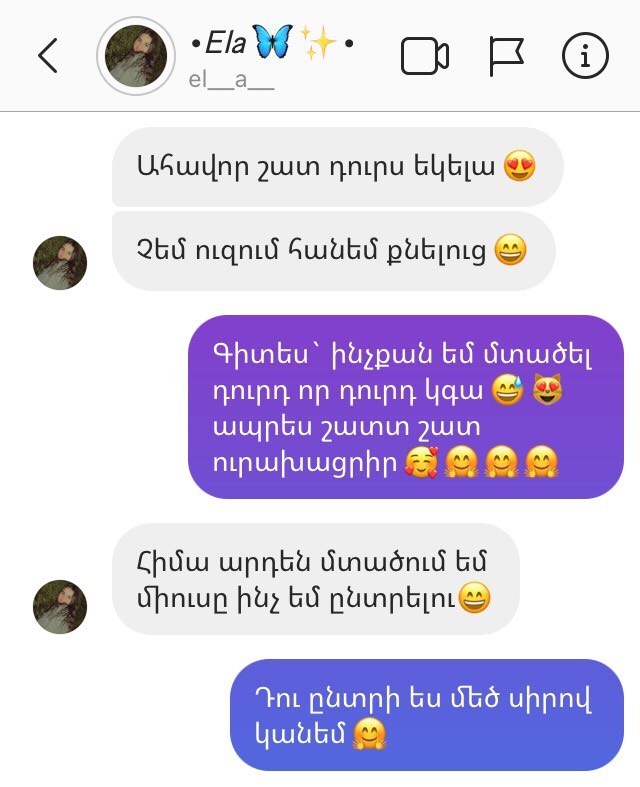 •Ela🦋✨•
el__a__
Ահավոր շատ դուրս եկելա 😍
Չեմ ուզում հանեմ քնելուց 😄
Գիտես՝ ինչքան եմ մտածել
դուրդ որ դուրդ կգա 😅 😻
ապրես շատտ շատ
ուրախացրիր 🥰 🤗 🤗 🤗
Հիմա արդեն մտածում եմ
միուսը ինչ եմ ընտրելու😄
Դու ընտրի ես մեծ սիրով
կանեմ 🤗